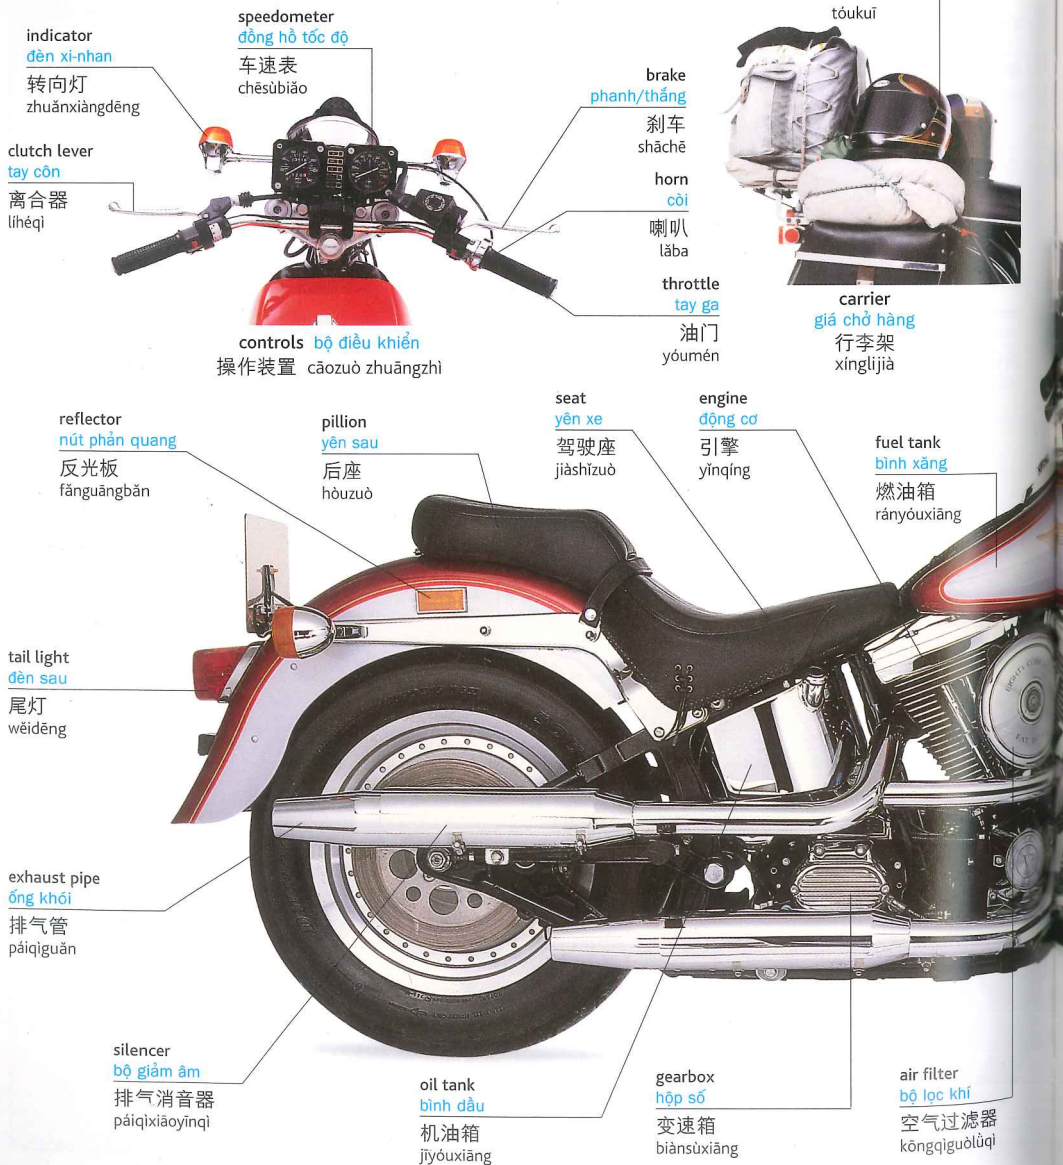 indicator
đèn xi-nhan
转向灯
zhuǎnxiàngdēng
speedometer
đồng hồ tốc độ
车速表
chēsùbiǎo
tóukuī
clutch lever
tay côn
离合器
líhéqì
brake
phanh/thắng
刹车
shāchē
horn
còi
喇叭
lǎba
throttle
tay ga
油门
yóumén
controls bộ điều khiển
操作装置 cāozuò zhuāngzhì
carrier
giá chở hàng
行李架
xínglijià
reflector
nút phản quang
反光板
fǎnguāngbǎn
pillion
yên sau
后座
hòuzuò
seat
yên xe
驾驶座
jiàshǐzuò
engine
động cơ
引擎
yǐnqíng
fuel tank
bình xăng
燃油箱
rányóuxiāng
tail light
đèn sau
尾灯
wěidēng
exhaust pipe
ống khói
排气管
páiqìguǎn
silencer
bộ giảm âm
排气消音器
páiqìxiāoyīnqì
oil tank
bình dầu
机油箱
jīyóuxiāng
gearbox
hộp số
变速箱
biànsùxiāng
air filter
bộ lọc khí
空气过滤器
kōngqìguòlǜqì